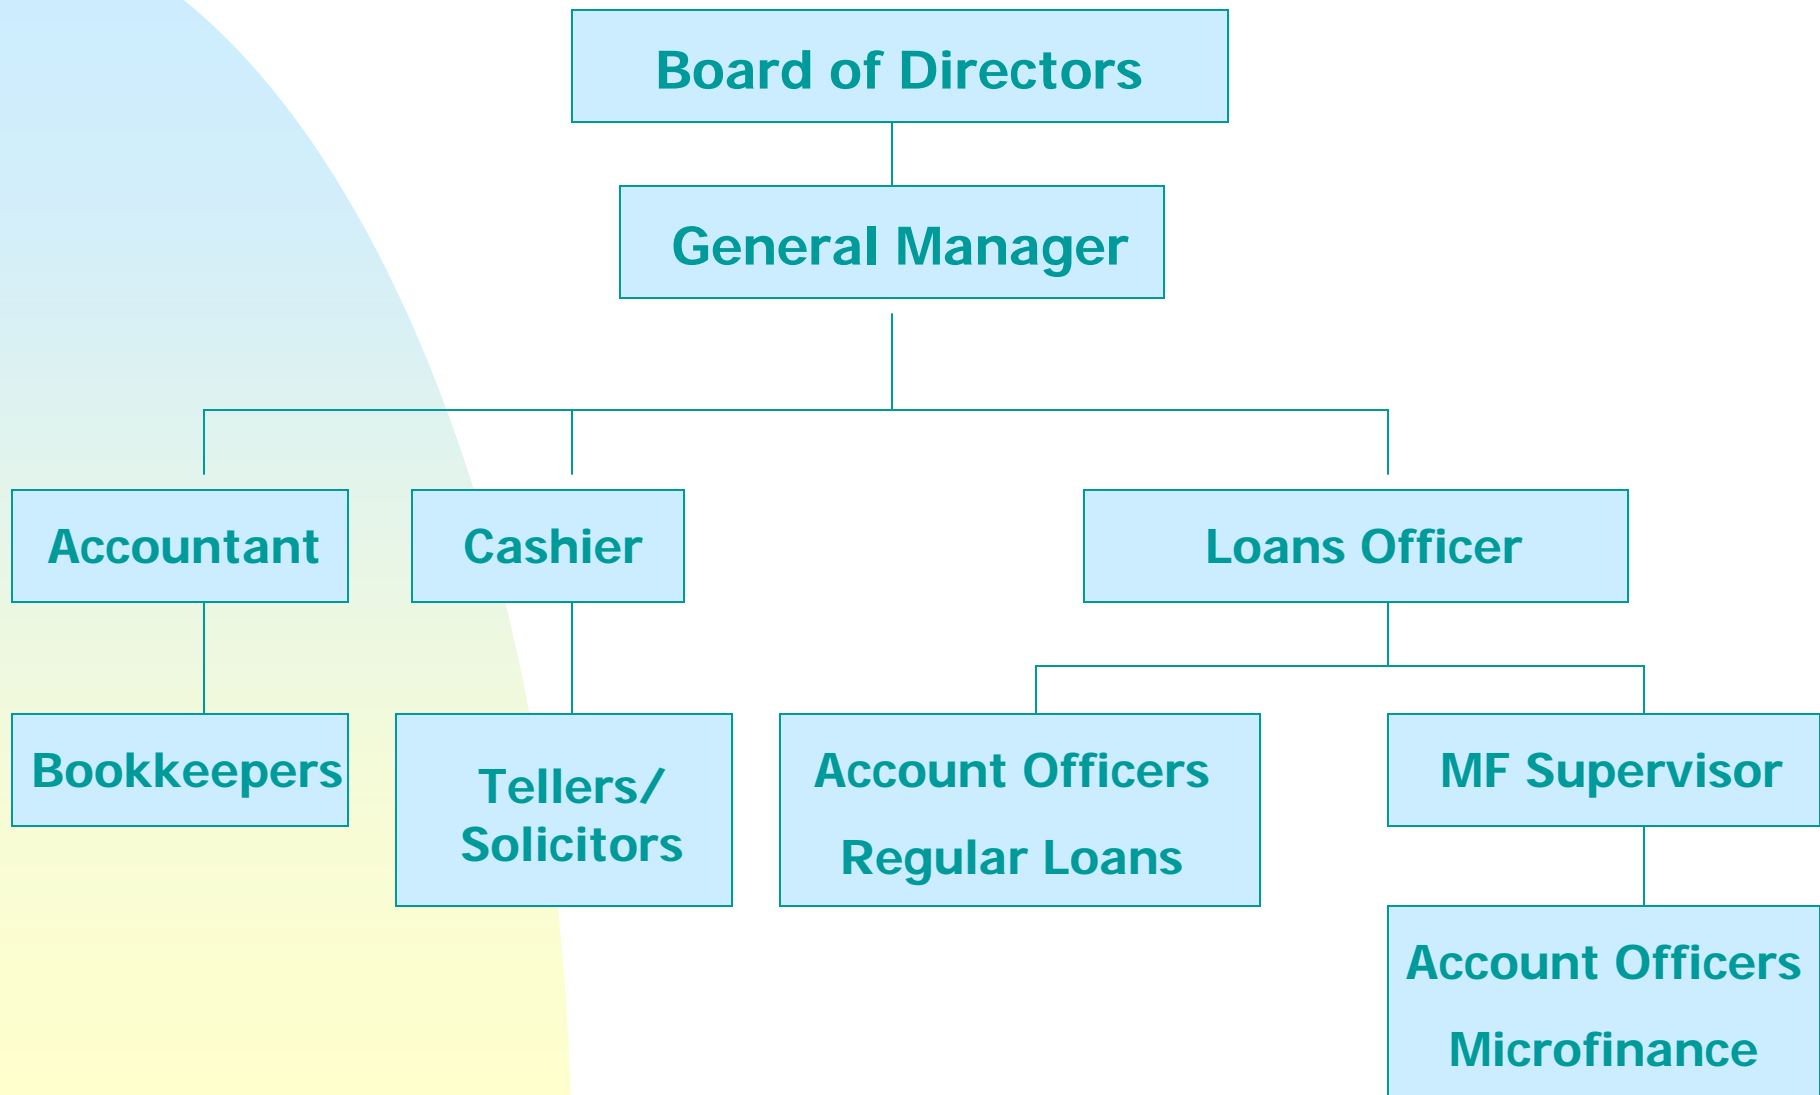 Board of Directors
General Manager
Accountant
Cashier
Loans Officer
Bookkeepers
Tellers/
Solicitors
Account Officers
Regular Loans
MF Supervisor
Account Officers
Microfinance